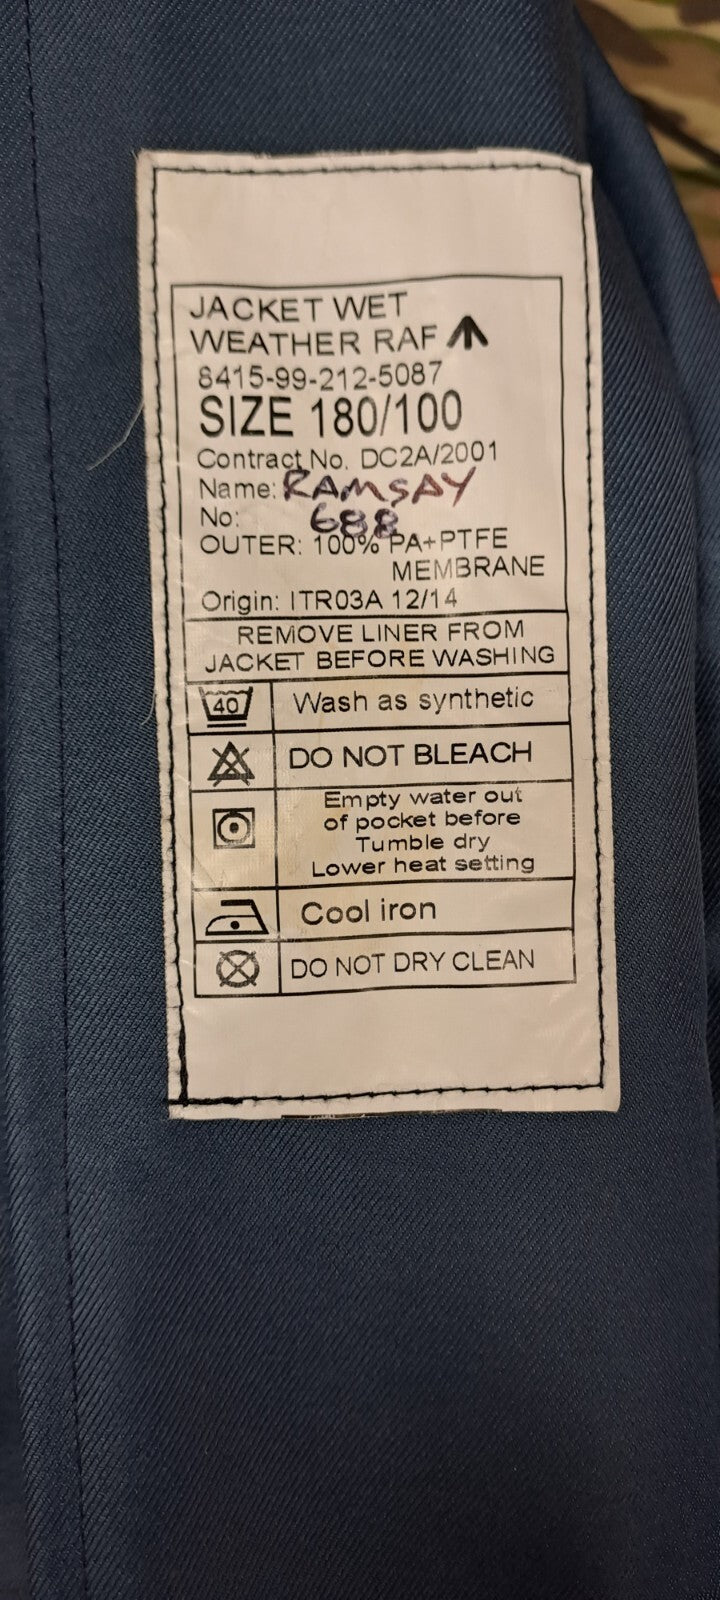 JACKET WET
WEATHER RAF
8415-99-212-5087
SIZE 180/100
Contract No. DC2A/2001
Name: RAMSAY
No: 688
OUTER: 100% PA+PTFE
MEMBRANE
Origin: ITR03A 12/14
REMOVE LINER FROM
JACKET BEFORE WASHING
40 Wash as synthetic
DO NOT BLEACH
Empty water out
of pocket before
Tumble dry
Lower heat setting
Cool iron
DO NOT DRY CLEAN